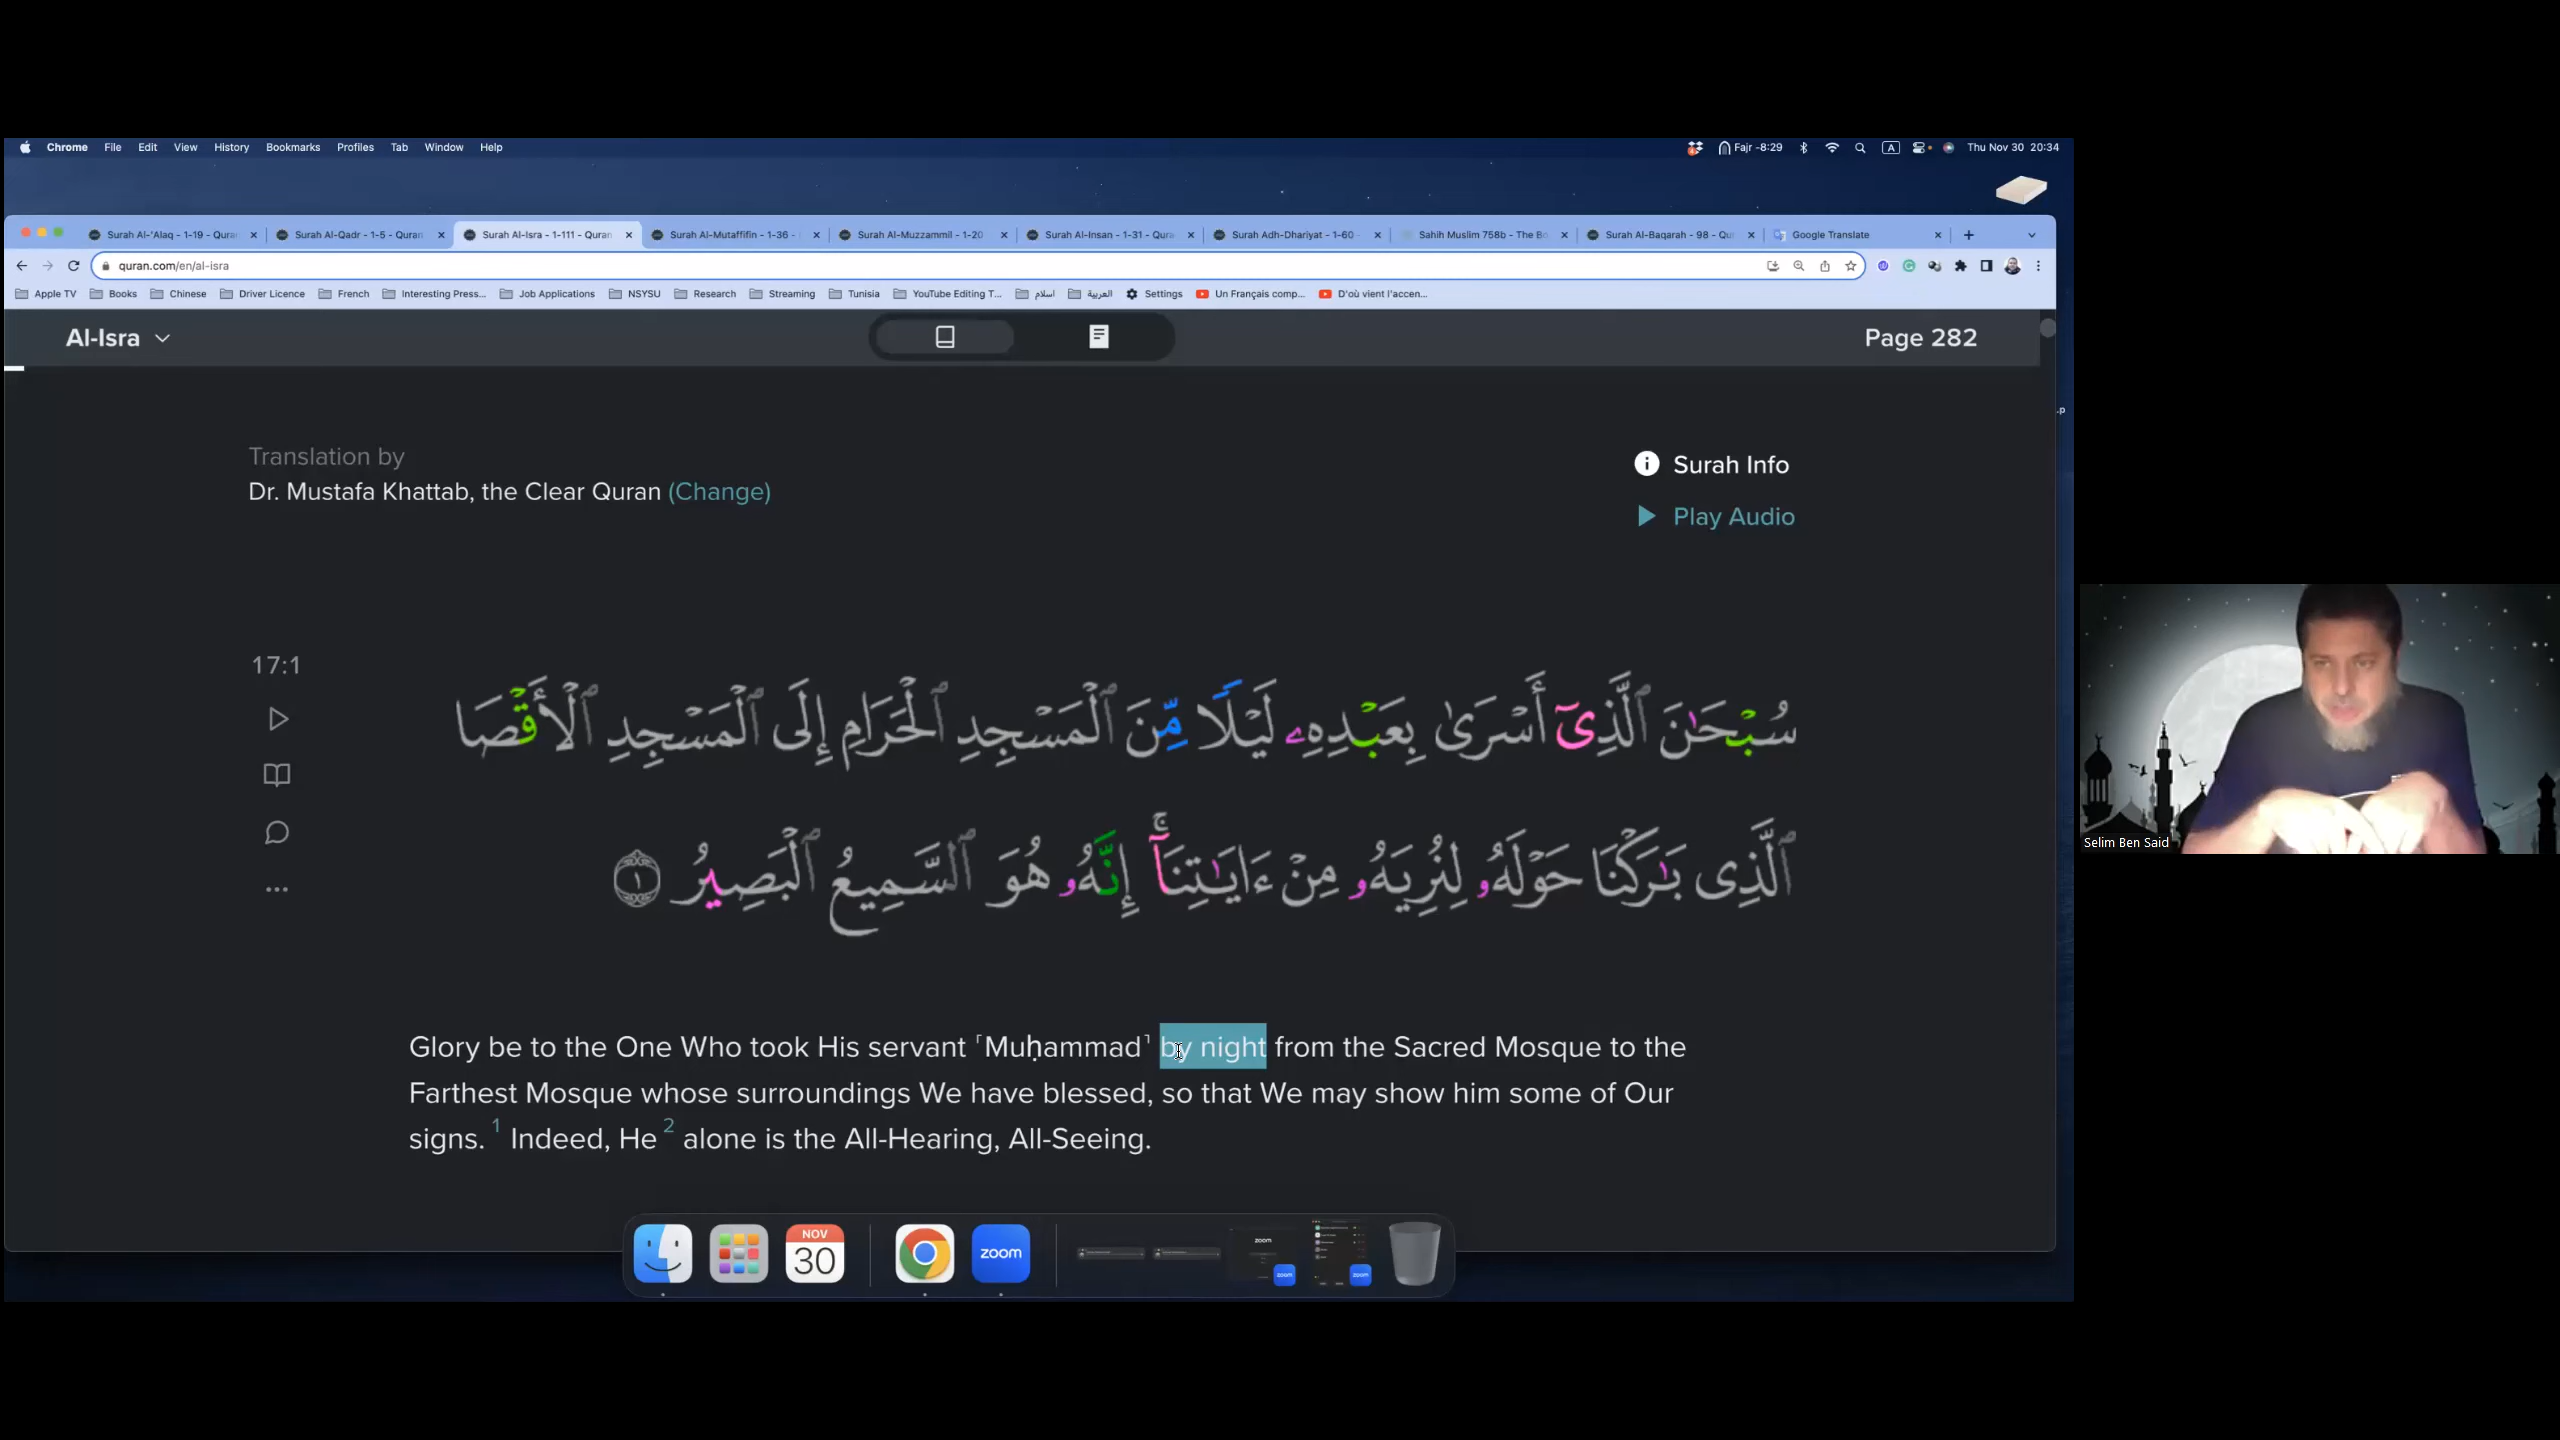 Chrome File Edit View History Bookmarks Profiles Tab Window Help
Fajr -8:29 A Thu Nov 30 20:34
Surah Al-'Alaq - 1-19 - Quran Surah Al-Qadr - 1-5 - Quran Surah Al-Isra - 1-111 - Quran Surah Al-Mutaffifin - 1-36 - Surah Al-Muzzammil - 1-20 Surah Al-Insan - 1-31 - Qura Surah Adh-Dhariyat - 1-60 - Sahih Muslim 758b - The Bo Surah Al-Baqarah - 98 - Qu Google Translate
quran.com/en/al-isra
Apple TV Books Chinese Driver Licence French Interesting Press... Job Applications NSYSU Research Streaming Tunisia YouTube Editing T... اسلام العربية Settings Un Français comp... D'où vient l'accen...
Al-Isra
Page 282
.p
Translation by
Dr. Mustafa Khattab, the Clear Quran (Change)
Surah Info
Play Audio
17:1
سُبْحَـٰنَ ٱلَّذِىٓ أَسْرَىٰ بِعَبْدِهِۦ لَيْلًا مِّنَ ٱلْمَسْجِدِ ٱلْحَرَامِ إِلَى ٱلْمَسْجِدِ ٱلْأَقْصَا
ٱلَّذِى بَـٰرَكْنَا حَوْلَهُۥ لِنُرِيَهُۥ مِنْ ءَايَـٰتِنَآ ۚ إِنَّهُۥ هُوَ ٱلسَّمِيعُ ٱلْبَصِيرُ ١
Glory be to the One Who took His servant ˹Muḥammad˺ by night from the Sacred Mosque to the
Farthest Mosque whose surroundings We have blessed, so that We may show him some of Our
signs. 1 Indeed, He 2 alone is the All-Hearing, All-Seeing.
Selim Ben Said
NOV
30
zoom
zoom
zoom
zoom